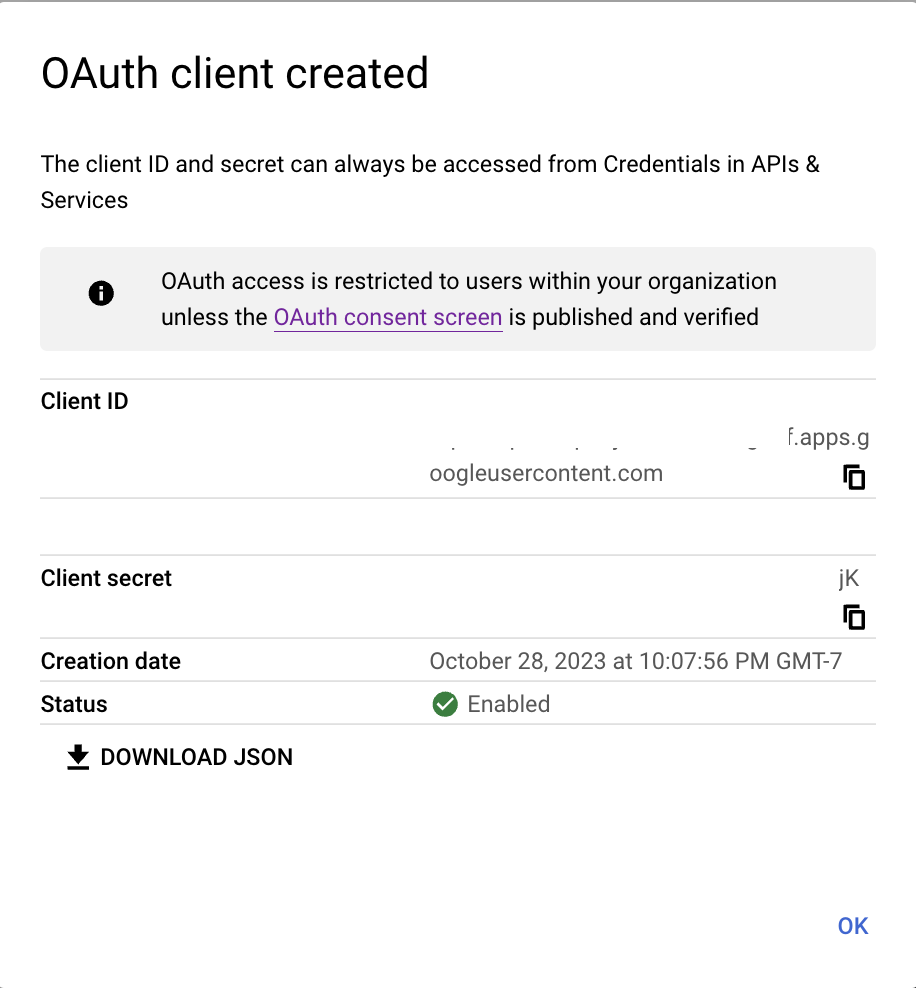 OAuth client created
The client ID and secret can always be accessed from Credentials in APIs &
Services
OAuth access is restricted to users within your organization
unless the OAuth consent screen is published and verified
Client ID
f.apps.g
oogleusercontent.com
Client secret
jK
Creation date
October 28, 2023 at 10:07:56 PM GMT-7
Status
Enabled
DOWNLOAD JSON
OK